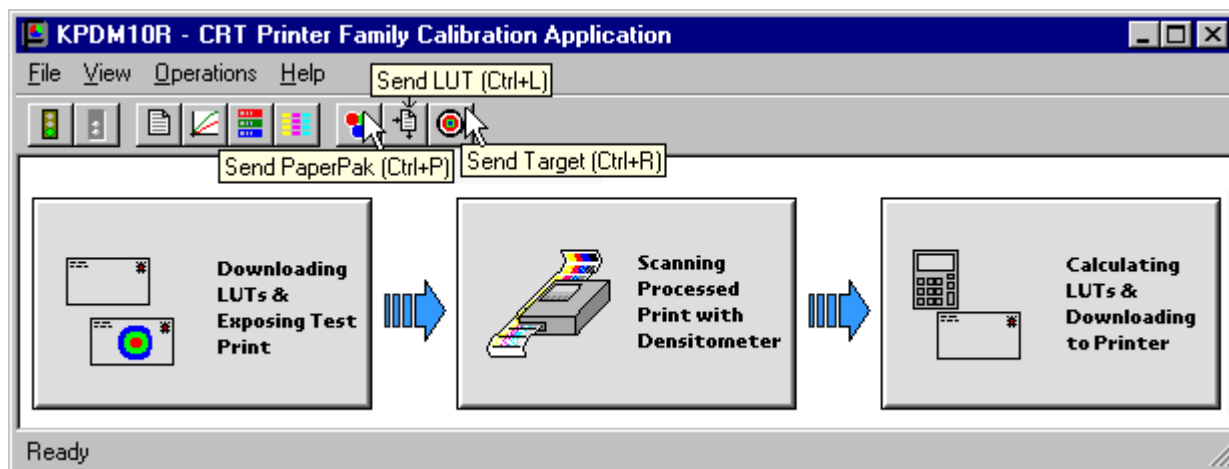 KPDM10R - CRT Printer Family Calibration Application
File View Operations Help
Send LUT (Ctrl+L)
Send PaperPak (Ctrl+P)
Send Target (Ctrl+R)
Downloading
LUTs &
Exposing Test
Print
Scanning
Processed
Print with
Densitometer
Calculating
LUTs &
Downloading
to Printer
Ready